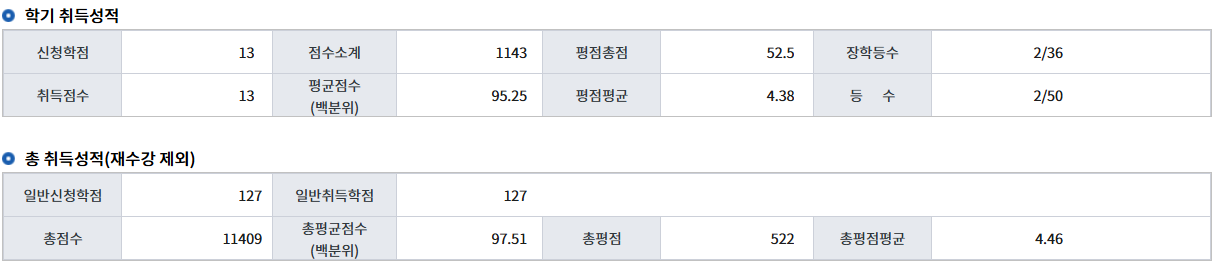 학기 취득성적
신청학점 13 점수소계 1143 평점총점 52.5 장학등수 2/36
취득점수 13 평균점수 (백분위) 95.25 평점평균 4.38 등 수 2/50
총 취득성적(재수강 제외)
일반신청학점 127 일반취득학점 127
총점수 11409 총평균점수 (백분위) 97.51 총평점 522 총평점평균 4.46